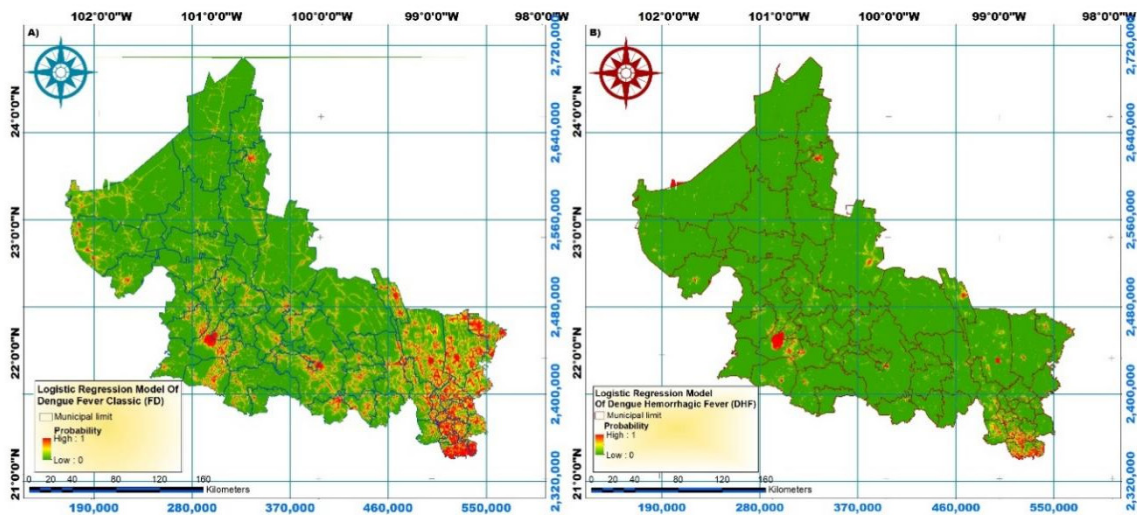 102°0'0"W 101°0'0"W 100°0'0"W 99°0'0"W 98°0'0"W
A)
2,720,000
24°0'0"N
2,640,000
23°0'0"N
2,560,000
2,480,000
22°0'0"N
2,400,000
21°0'0"N
2,320,000
Logistic Regression Model Of
Dengue Fever Classic (FD)
Municipal limit
Probability
High : 1
Low : 0
0 20 40 80 120 160
Kilometers
190,000 280,000 370,000 460,000 550,000
102°0'0"W 101°0'0"W 100°0'0"W 99°0'0"W 98°0'0"W
B)
2,720,000
24°0'0"N
2,640,000
23°0'0"N
2,560,000
2,480,000
22°0'0"N
2,400,000
21°0'0"N
2,320,000
Logistic Regression Model
Of Dengue Hemorrhagic Fever (DHF)
Municipal limit
Probability
High : 1
Low : 0
0 20 40 80 120 160
Kilometers
190,000 280,000 370,000 460,000 550,000